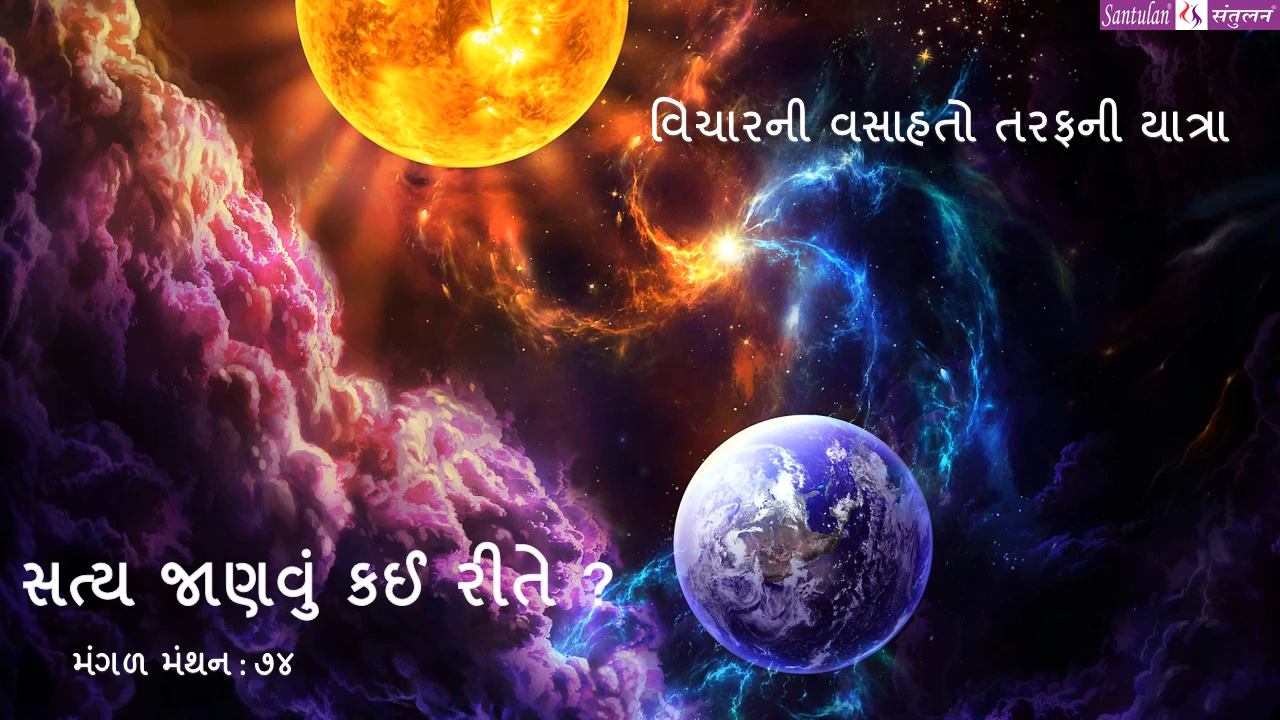 Santulan® संतुलन®
વિચારની વસાહતો તરફની યાત્રા
સત્ય જાણવું કઈ રીતે ?
મંગળ મંથન : ૭૪